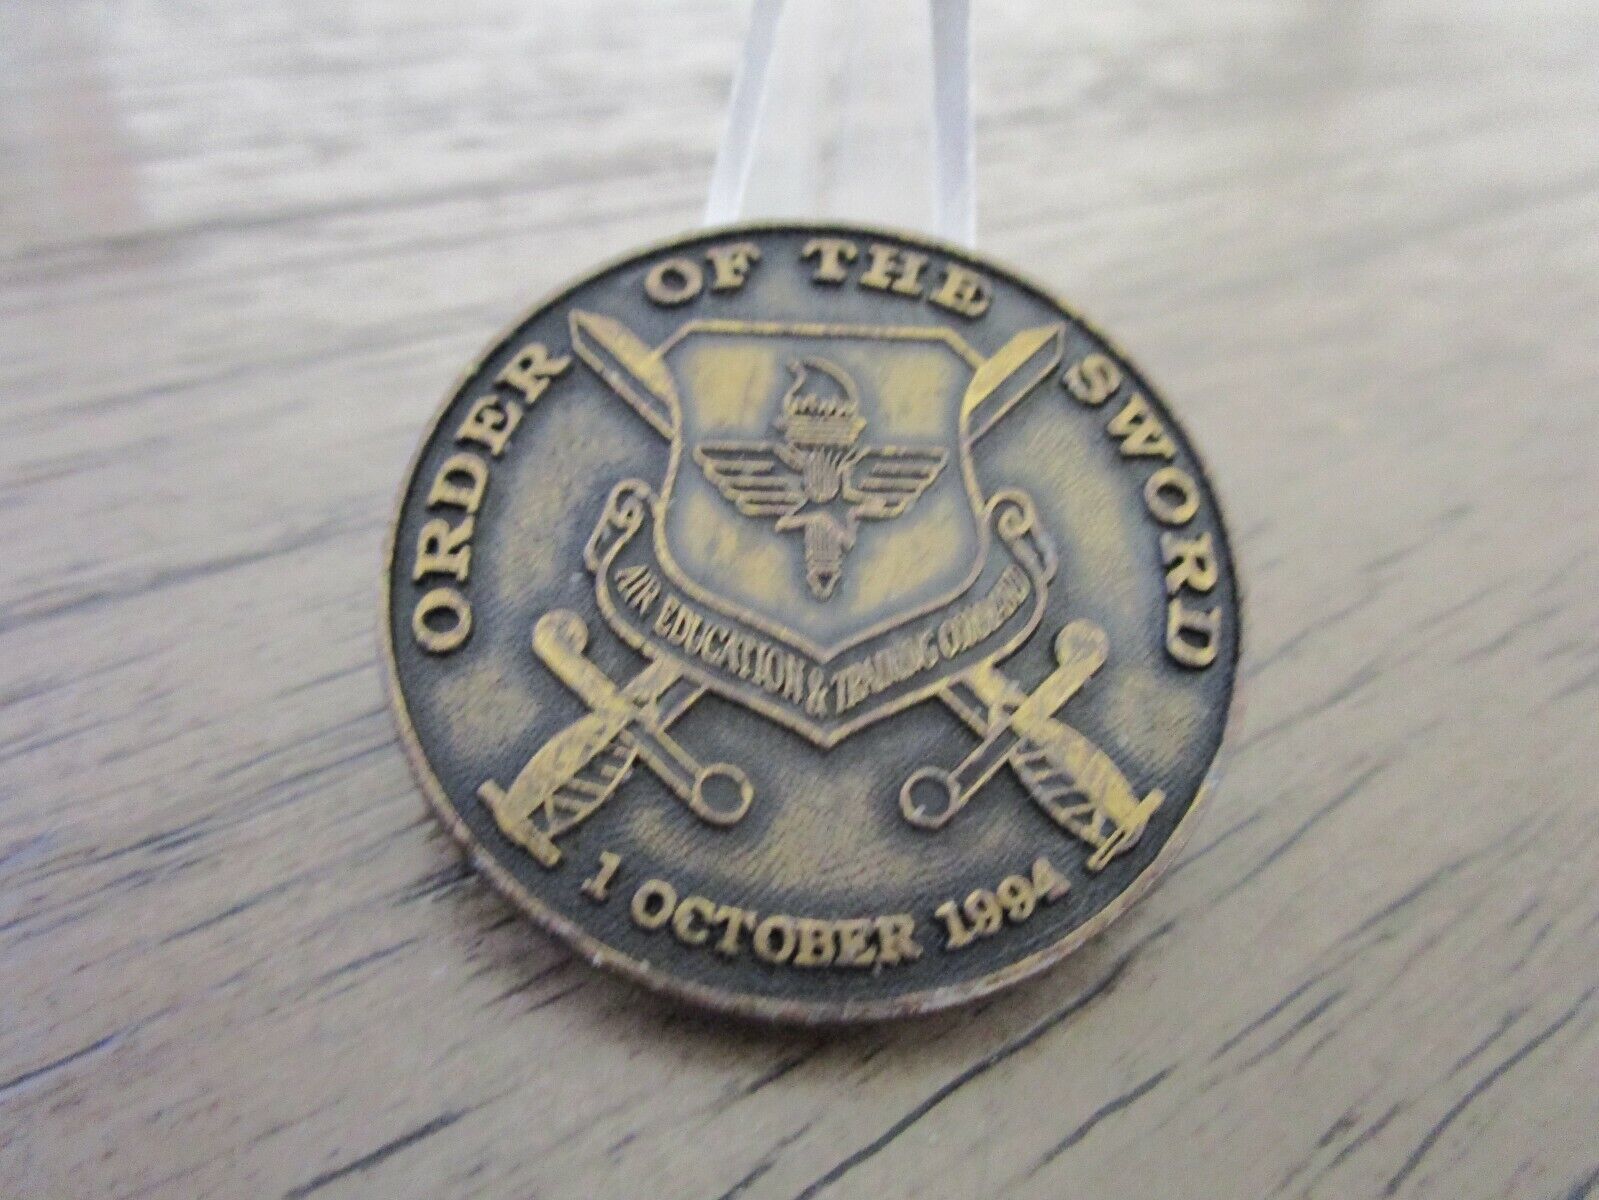 ORDER OF THE SWORD
AIR EDUCATION & TRAINING COMMAND
1 OCTOBER 1994